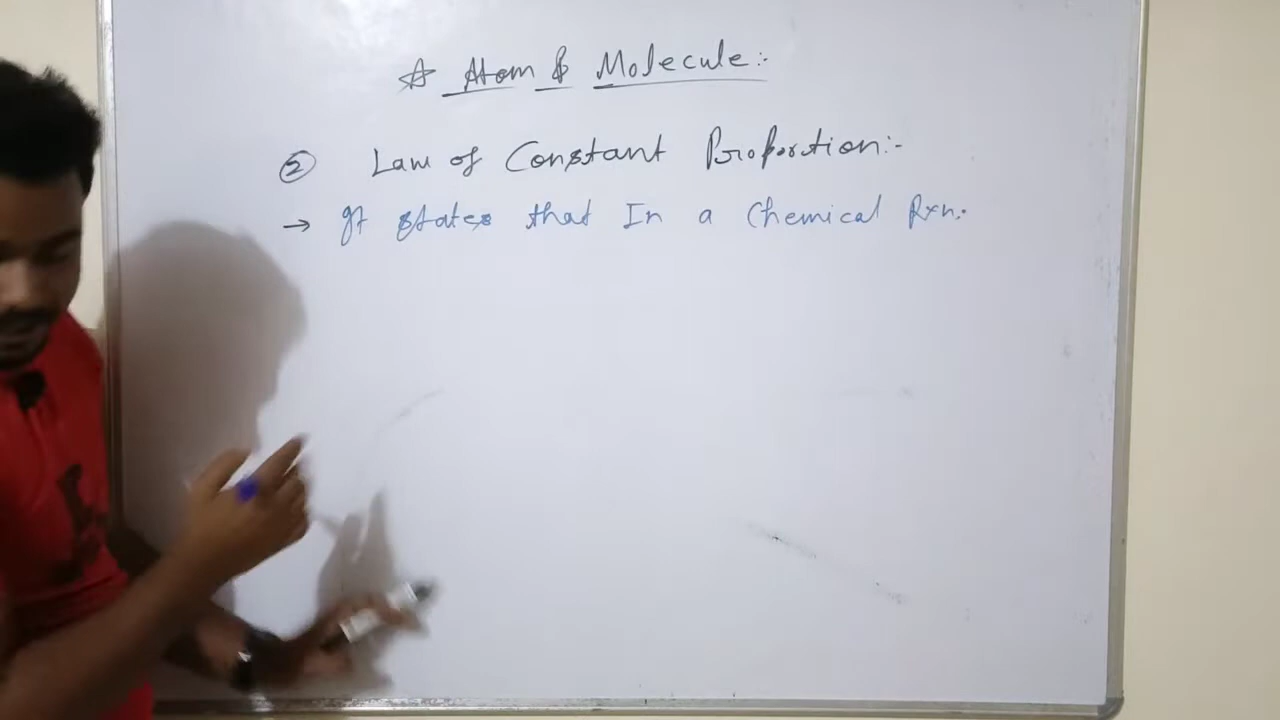 ☆ Atom & Molecule:-
② Law of Constant Proportion:-
→ It states that In a Chemical Rxn.